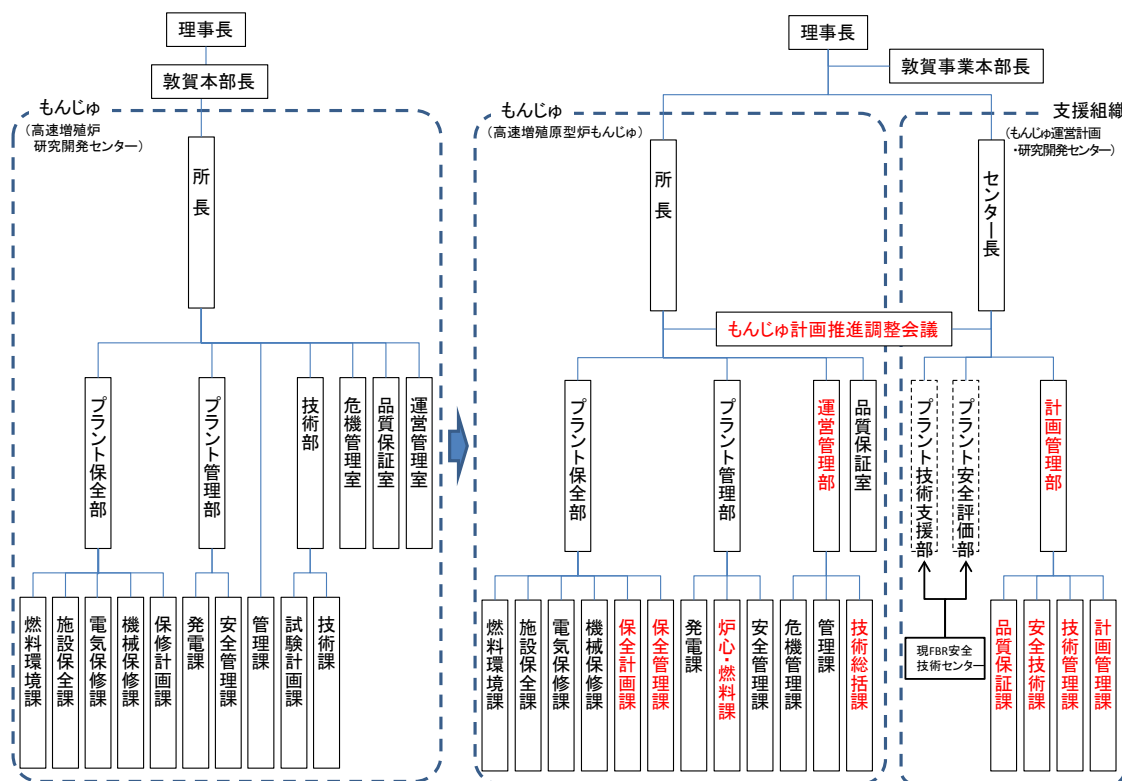 理事長
敦賀本部長
もんじゅ
(高速増殖炉
研究開発センター)
所長
プラント保全部
プラント管理部
技術部
危機管理室
品質保証室
運営管理室
燃料環境課
施設保全課
電気保修課
機械保修課
保修計画課
発電課
安全管理課
管理課
試験計画課
技術課
理事長
敦賀事業本部長
もんじゅ
(高速増殖原型炉もんじゅ)
支援組織
(もんじゅ運営計画
・研究開発センター)
所長
センター長
もんじゅ計画推進調整会議
プラント保全部
プラント管理部
運営管理部
品質保証室
プラント技術支援部
プラント安全評価部
計画管理部
燃料環境課
施設保全課
電気保修課
機械保修課
保全計画課
保全管理課
発電課
炉心・燃料課
安全管理課
危機管理課
管理課
技術総括課
現FBR安全
技術センター
品質保証課
安全技術課
技術管理課
計画管理課